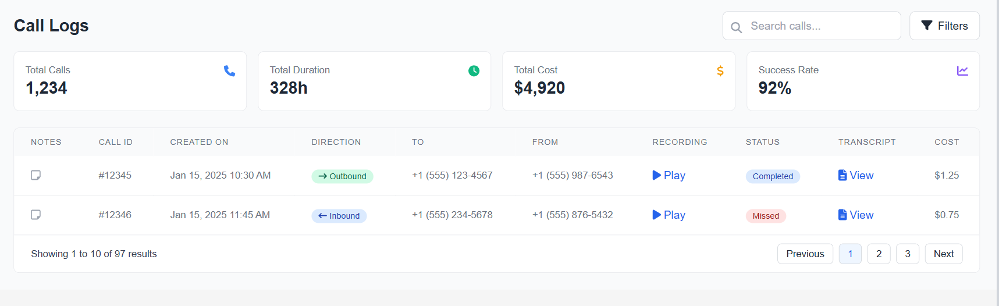 Call Logs
Search calls...
Filters
Total Calls
1,234
Total Duration
328h
Total Cost
$4,920
Success Rate
92%
NOTES CALL ID CREATED ON DIRECTION TO FROM RECORDING STATUS TRANSCRIPT COST
#12345 Jan 15, 2025 10:30 AM → Outbound +1 (555) 123-4567 +1 (555) 987-6543 Play Completed View $1.25
#12346 Jan 15, 2025 11:45 AM ← Inbound +1 (555) 234-5678 +1 (555) 876-5432 Play Missed View $0.75
Showing 1 to 10 of 97 results
Previous 1 2 3 Next